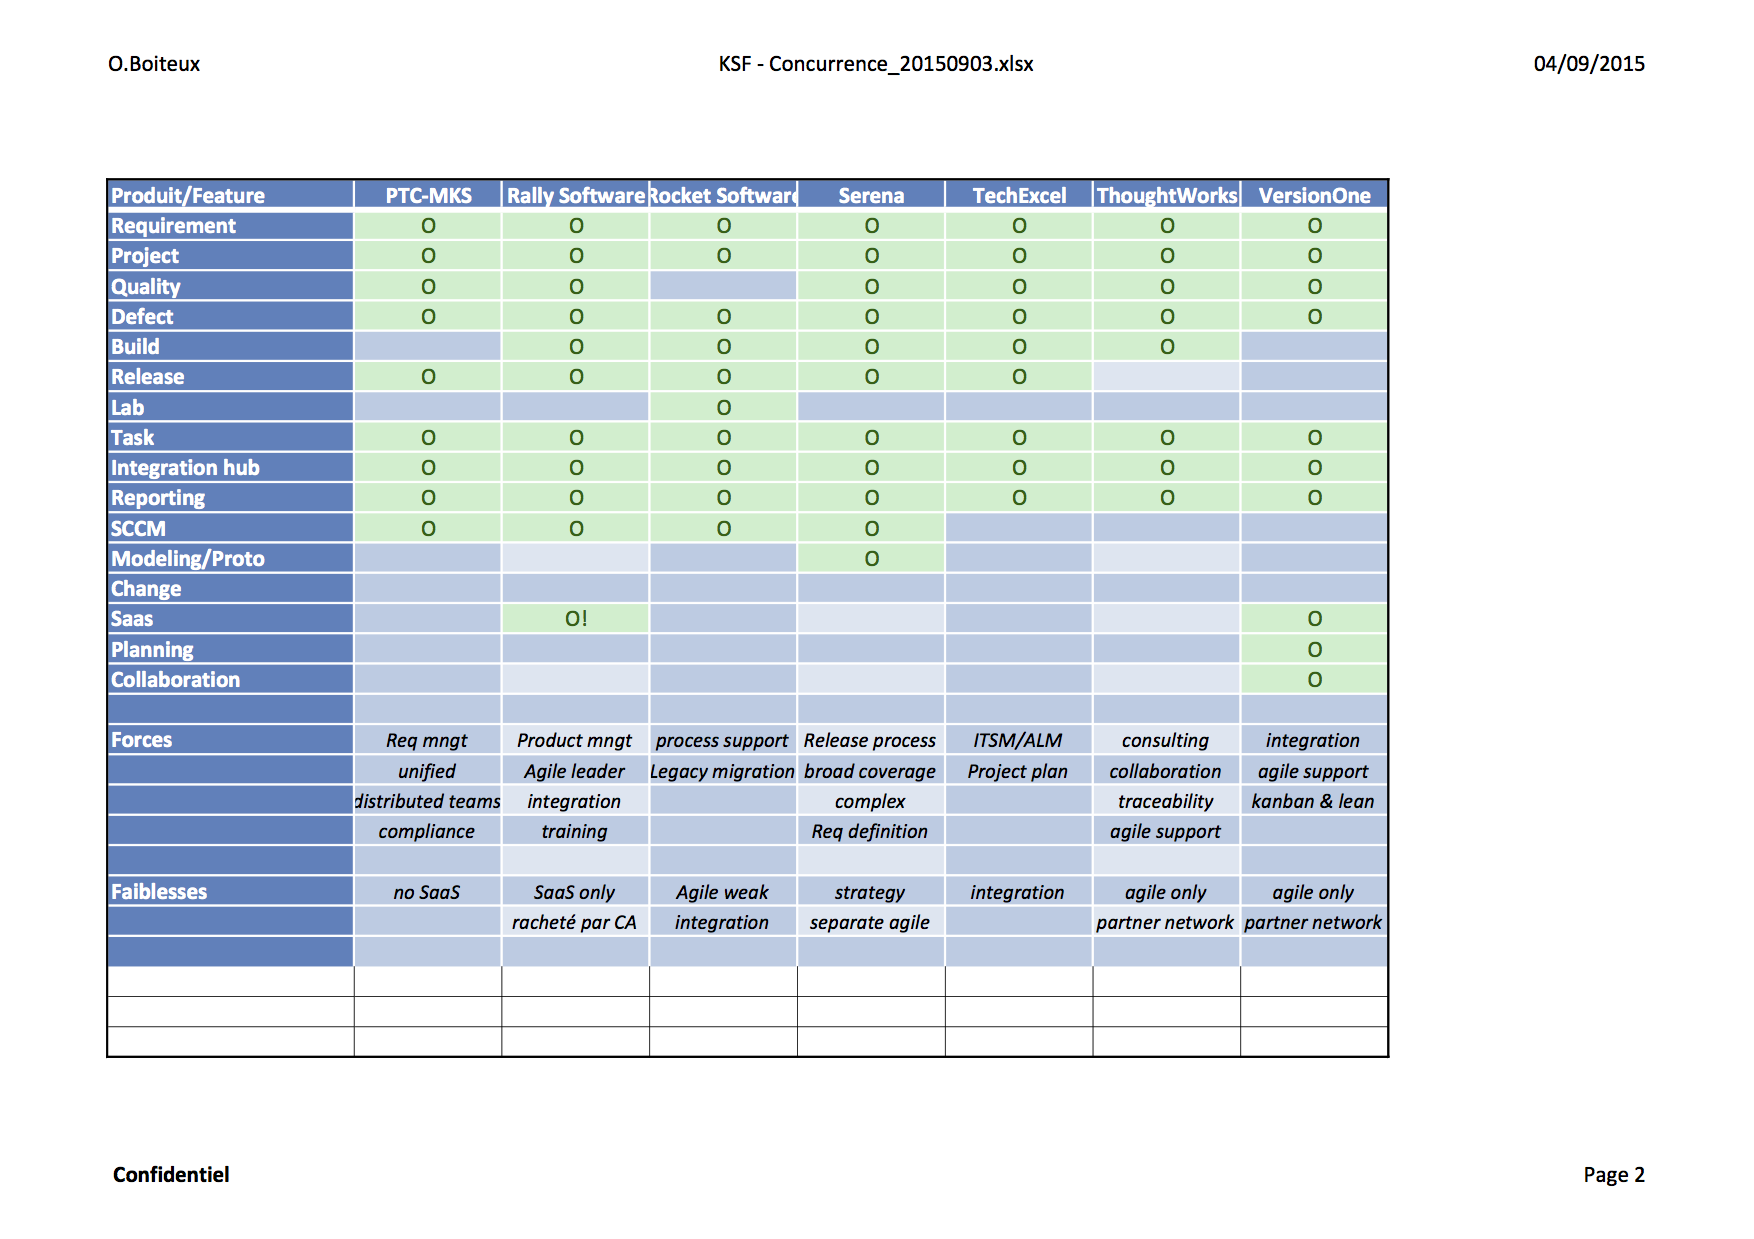 O.Boiteux KSF - Concurrence_20150903.xlsx 04/09/2015
Produit/Feature PTC-MKS Rally Software Rocket Software Serena TechExcel ThoughtWorks VersionOne
Requirement O O O O O O O
Project O O O O O O O
Quality O O O O O O
Defect O O O O O O O
Build O O O O O
Release O O O O O
Lab O
Task O O O O O O O
Integration hub O O O O O O O
Reporting O O O O O O O
SCCM O O O O
Modeling/Proto O
Change
Saas O! O
Planning O
Collaboration O
Forces Req mngt Product mngt process support Release process ITSM/ALM consulting integration
unified Agile leader Legacy migration broad coverage Project plan collaboration agile support
distributed teams integration complex traceability kanban & lean
compliance training Req definition agile support
Faiblesses no SaaS SaaS only Agile weak strategy integration agile only agile only
racheté par CA integration separate agile partner network partner network
Confidentiel Page 2